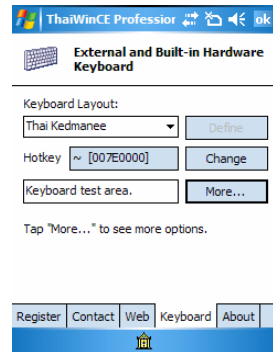 ThaiWinCE Professior
ok
External and Built-in Hardware
Keyboard
Keyboard Layout:
Thai Kedmanee
Define
Hotkey
~ [007E0000]
Change
Keyboard test area.
More...
Tap "More..." to see more options.
Register
Contact
Web
Keyboard
About